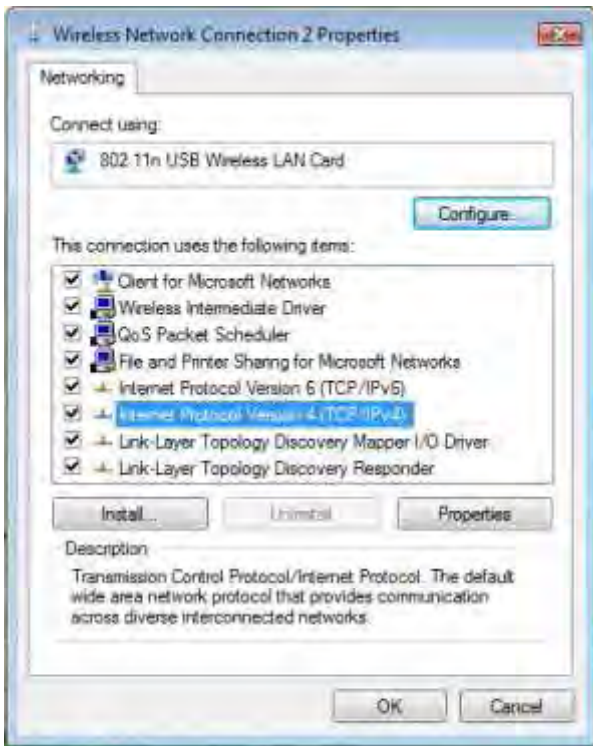 Wireless Network Connection 2 Properties
Networking
Connect using:
802.11n USB Wireless LAN Card
Configure...
This connection uses the following items:
Client for Microsoft Networks
Wireless Intermediate Driver
QoS Packet Scheduler
File and Printer Sharing for Microsoft Networks
Internet Protocol Version 6 (TCP/IPv6)
Internet Protocol Version 4 (TCP/IPv4)
Link-Layer Topology Discovery Mapper I/O Driver
Link-Layer Topology Discovery Responder
Install...
Uninstall
Properties
Description
Transmission Control Protocol/Internet Protocol. The default
wide area network protocol that provides communication
across diverse interconnected networks.
OK
Cancel